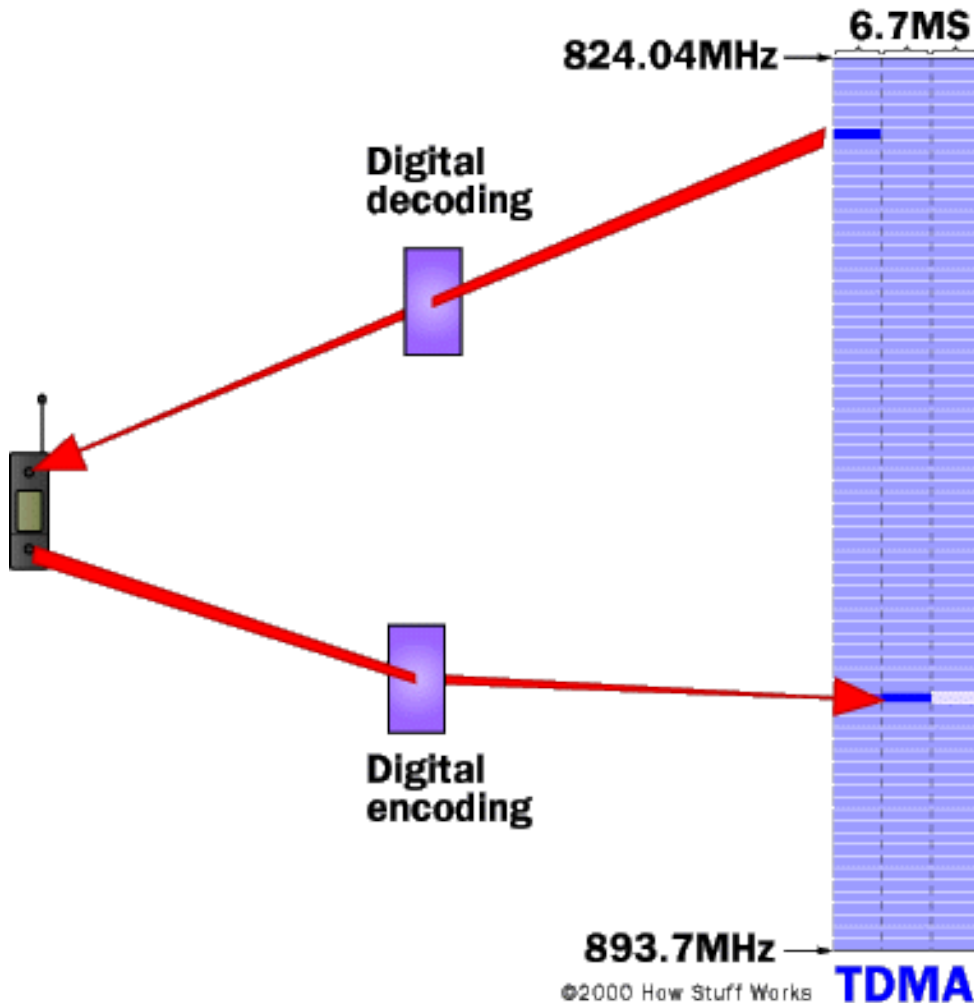 6.7MS
824.04MHz
Digital
decoding
Digital
encoding
893.7MHz
©2000 How Stuff Works
TDMA